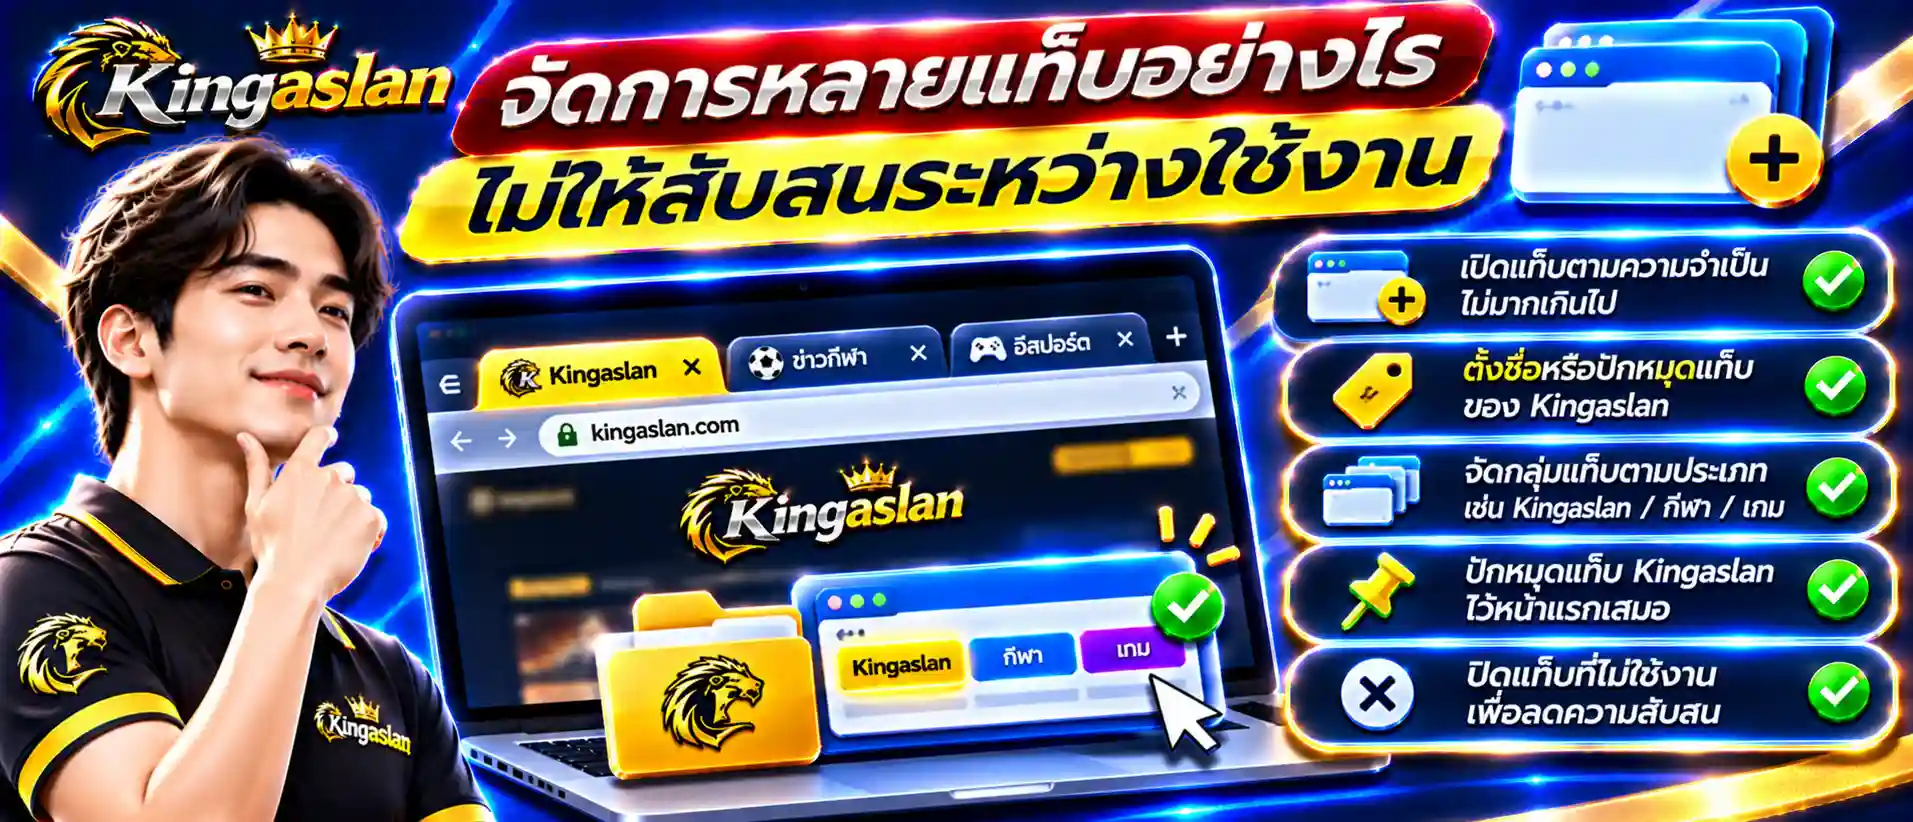 Kingaslan
จัดการหลายแท็บอย่างไร
ไม่ให้สับสนระหว่างใช้งาน
Kingaslan
ข่าวกีฬา
อีสปอร์ต
kingaslan.com
Kingaslan
Kingaslan
กีฬา
เกม
Kingaslan
เปิดแท็บตามความจำเป็น
ไม่มากเกินไป
ตั้งชื่อหรือปักหมุดแท็บ
ของ Kingaslan
จัดกลุ่มแท็บตามประเภท
เช่น Kingaslan / กีฬา / เกม
ปักหมุดแท็บ Kingaslan
ไว้หน้าแรกเสมอ
ปิดแท็บที่ไม่ใช้งาน
เพื่อลดความสับสน